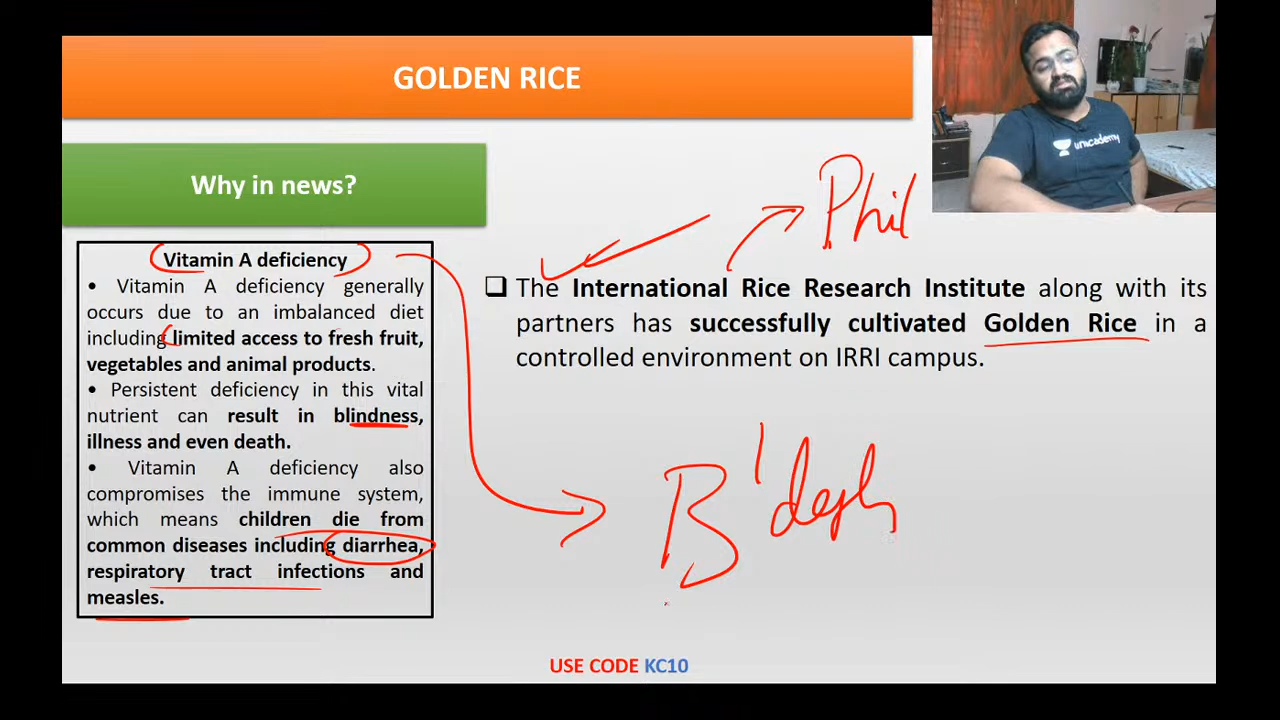 GOLDEN RICE
unacademy
Why in news?
Phil
Vitamin A deficiency
• Vitamin A deficiency generally
occurs due to an imbalanced diet
including limited access to fresh fruit,
vegetables and animal products.
• Persistent deficiency in this vital
nutrient can result in blindness,
illness and even death.
• Vitamin A deficiency also
compromises the immune system,
which means children die from
common diseases including diarrhea,
respiratory tract infections and
measles.
❑ The International Rice Research Institute along with its
partners has successfully cultivated Golden Rice in a
controlled environment on IRRI campus.
B'desh
USE CODE KC10